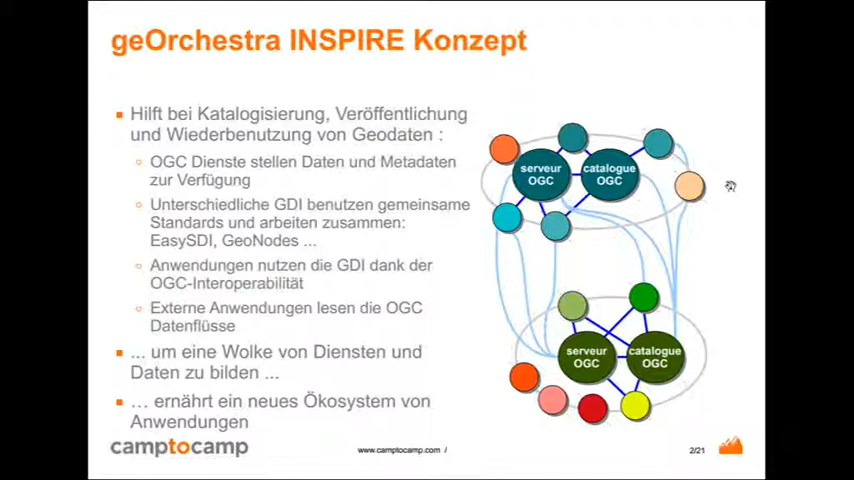 geOrchestra INSPIRE Konzept
Hilft bei Katalogisierung, Veröffentlichung
und Wiederbenutzung von Geodaten :
OGC Dienste stellen Daten und Metadaten
zur Verfügung
Unterschiedliche GDI benutzen gemeinsame
Standards und arbeiten zusammen:
EasySDI, GeoNodes ...
Anwendungen nutzen die GDI dank der
OGC-Interoperabilität
Externe Anwendungen lesen die OGC
Datenflüsse
... um eine Wolke von Diensten und
Daten zu bilden ...
… ernährt ein neues Ökosystem von
Anwendungen
serveur
OGC
catalogue
OGC
serveur
OGC
catalogue
OGC
camptocamp
www.camptocamp.com /
2/21